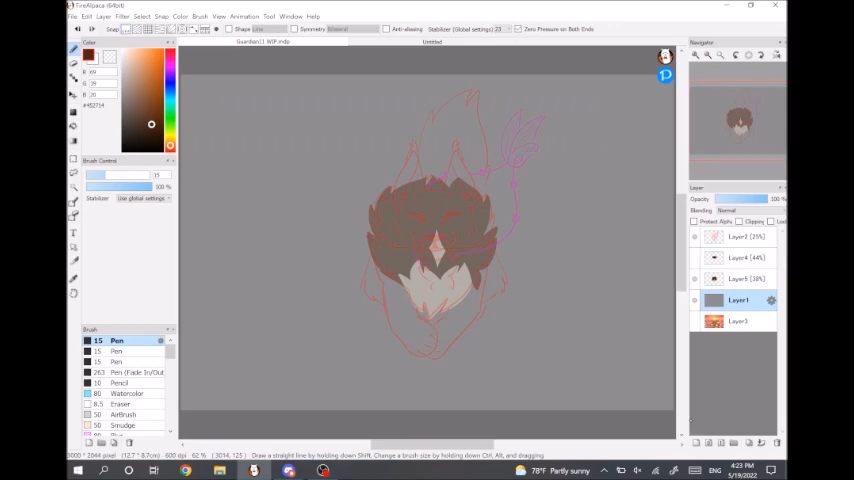 FireAlpaca (64bit)
File Edit Layer Filter Select Snap Color Brush View Animation Tool Window Help
Snap Shape Line Symmetry Bilateral Anti-aliasing Stabilizer (Global settings) 23 Zero Pressure on Both Ends
Color
Guardian11 WIP.mdp Untitled
Navigator
R 69
G 39
B 20
#452714
Brush Control
15
100 %
Stabilizer Use global settings
Layer
Opacity 100 %
Blending Normal
Protect Alpha Clipping
Layer2 [25%]
Layer4 [44%]
Layer5 [38%]
Layer1
Layer3
Brush
15 Pen
15 Pen
15 Pen
263 Pen (Fade In/Out
10 Pencil
80 Watercolor
8.5 Eraser
50 AirBrush
50 Smudge
(12.7 * 8.7cm) 600 dpi 62 % ( 3014, 125 ) Draw a straight line by holding down Shift, Change a brush size by holding down Ctrl, Alt, and dragging
78°F Partly sunny
ENG
4:23 PM
5/19/2022